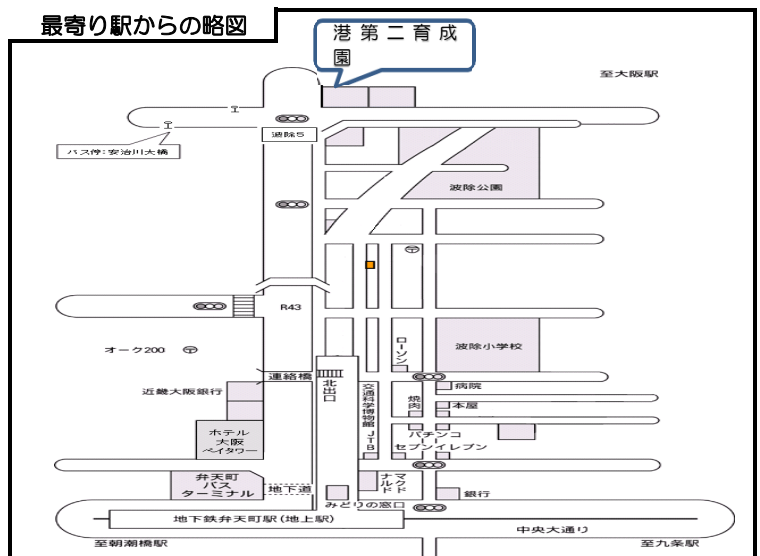 最寄り駅からの略図
港第二育成
園
至大阪駅
波除5
バス停:安治川大橋
波除公園
R43
オーク200
ローソン
波除小学校
連絡橋
北出口
近畿大阪銀行
交通科学博物館
JTB
焼肉
病院
本屋
ホテル
大阪
ベイタワー
パチンコ
セブンイレブン
弁天町
バス
ターミナル
地下道
マクド
ナルド
みどりの窓口
銀行
地下鉄弁天町駅(地上駅)
中央大通り
至朝潮橋駅
至九条駅